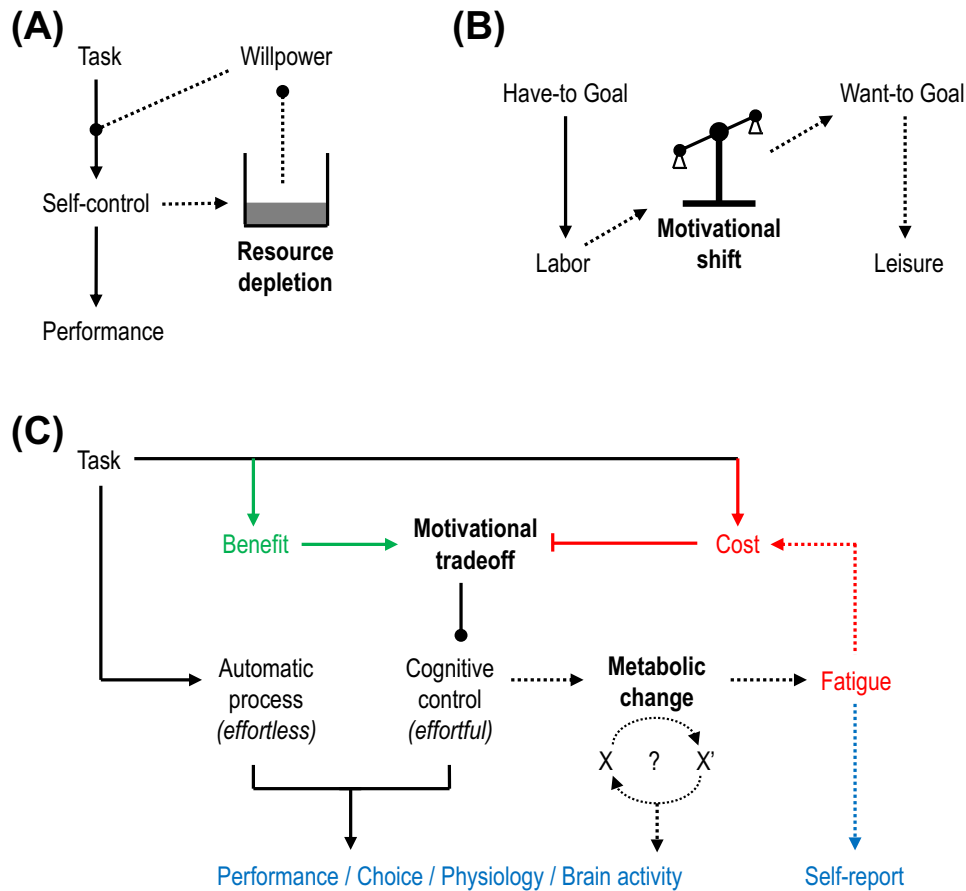 (A)
Task
Willpower
Self-control
Resource
depletion
Performance
(B)
Have-to Goal
Want-to Goal
Motivational
shift
Labor
Leisure
(C)
Task
Benefit
Motivational
tradeoff
Cost
Automatic
process
(effortless)
Cognitive
control
(effortful)
Metabolic
change
X
?
X'
Fatigue
Performance / Choice / Physiology / Brain activity
Self-report